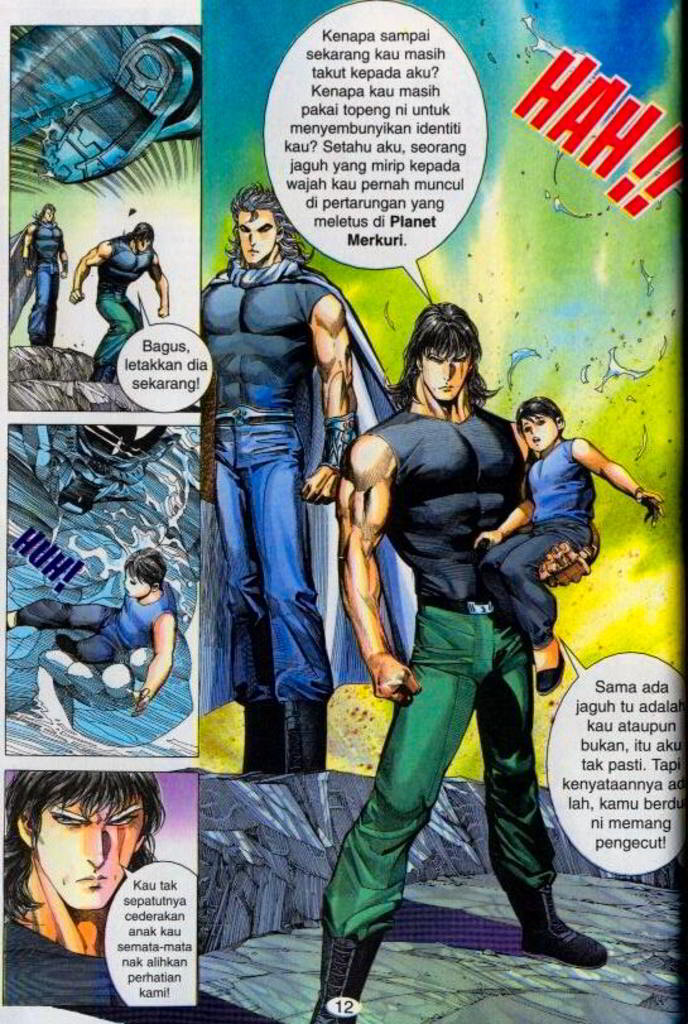 Bagus,
letakkan dia
sekarang!
HUH!
Kau tak
sepatutnya
cederakan
anak kau
semata-mata
nak alihkan
perhatian
kami!
Kenapa sampai
sekarang kau masih
takut kepada aku?
Kenapa kau masih
pakai topeng ni untuk
menyembunyikan identiti
kau? Setahu aku, seorang
jaguh yang mirip kepada
wajah kau pernah muncul
di pertarungan yang
meletus di Planet
Merkuri.
HAH!!
Sama ada
jaguh tu adalah
kau ataupun
bukan, itu aku
tak pasti. Tapi
kenyataannya ad
lah, kamu berdu
ni memang
pengecut!
12